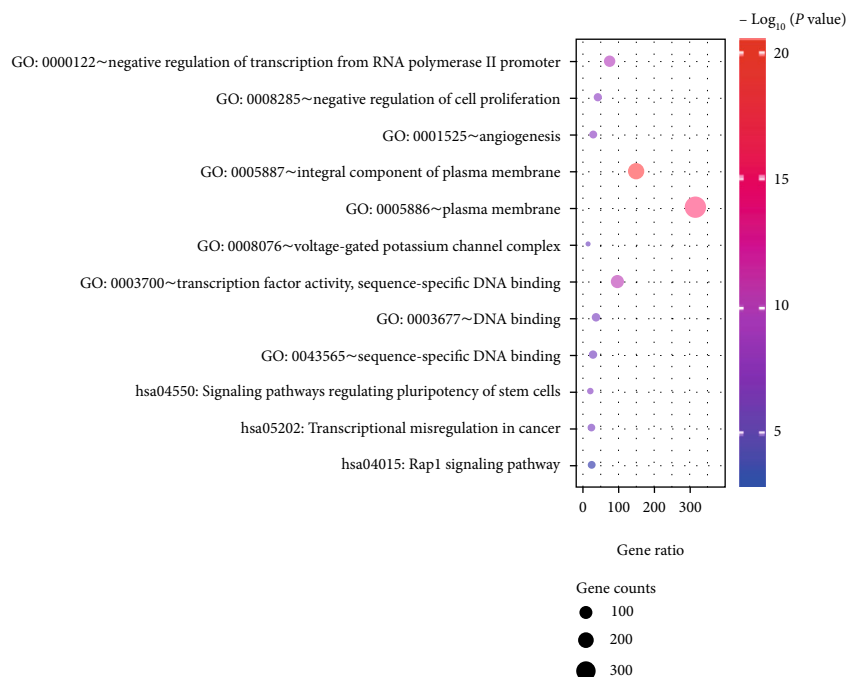 – Log10 (P value)
GO: 0000122~negative regulation of transcription from RNA polymerase II promoter
GO: 0008285~negative regulation of cell proliferation
GO: 0001525~angiogenesis
GO: 0005887~integral component of plasma membrane
GO: 0005886~plasma membrane
GO: 0008076~voltage-gated potassium channel complex
GO: 0003700~transcription factor activity, sequence-specific DNA binding
GO: 0003677~DNA binding
GO: 0043565~sequence-specific DNA binding
hsa04550: Signaling pathways regulating pluripotency of stem cells
hsa05202: Transcriptional misregulation in cancer
hsa04015: Rap1 signaling pathway
20
15
10
5
0 100 200 300
Gene ratio
Gene counts
100
200
300